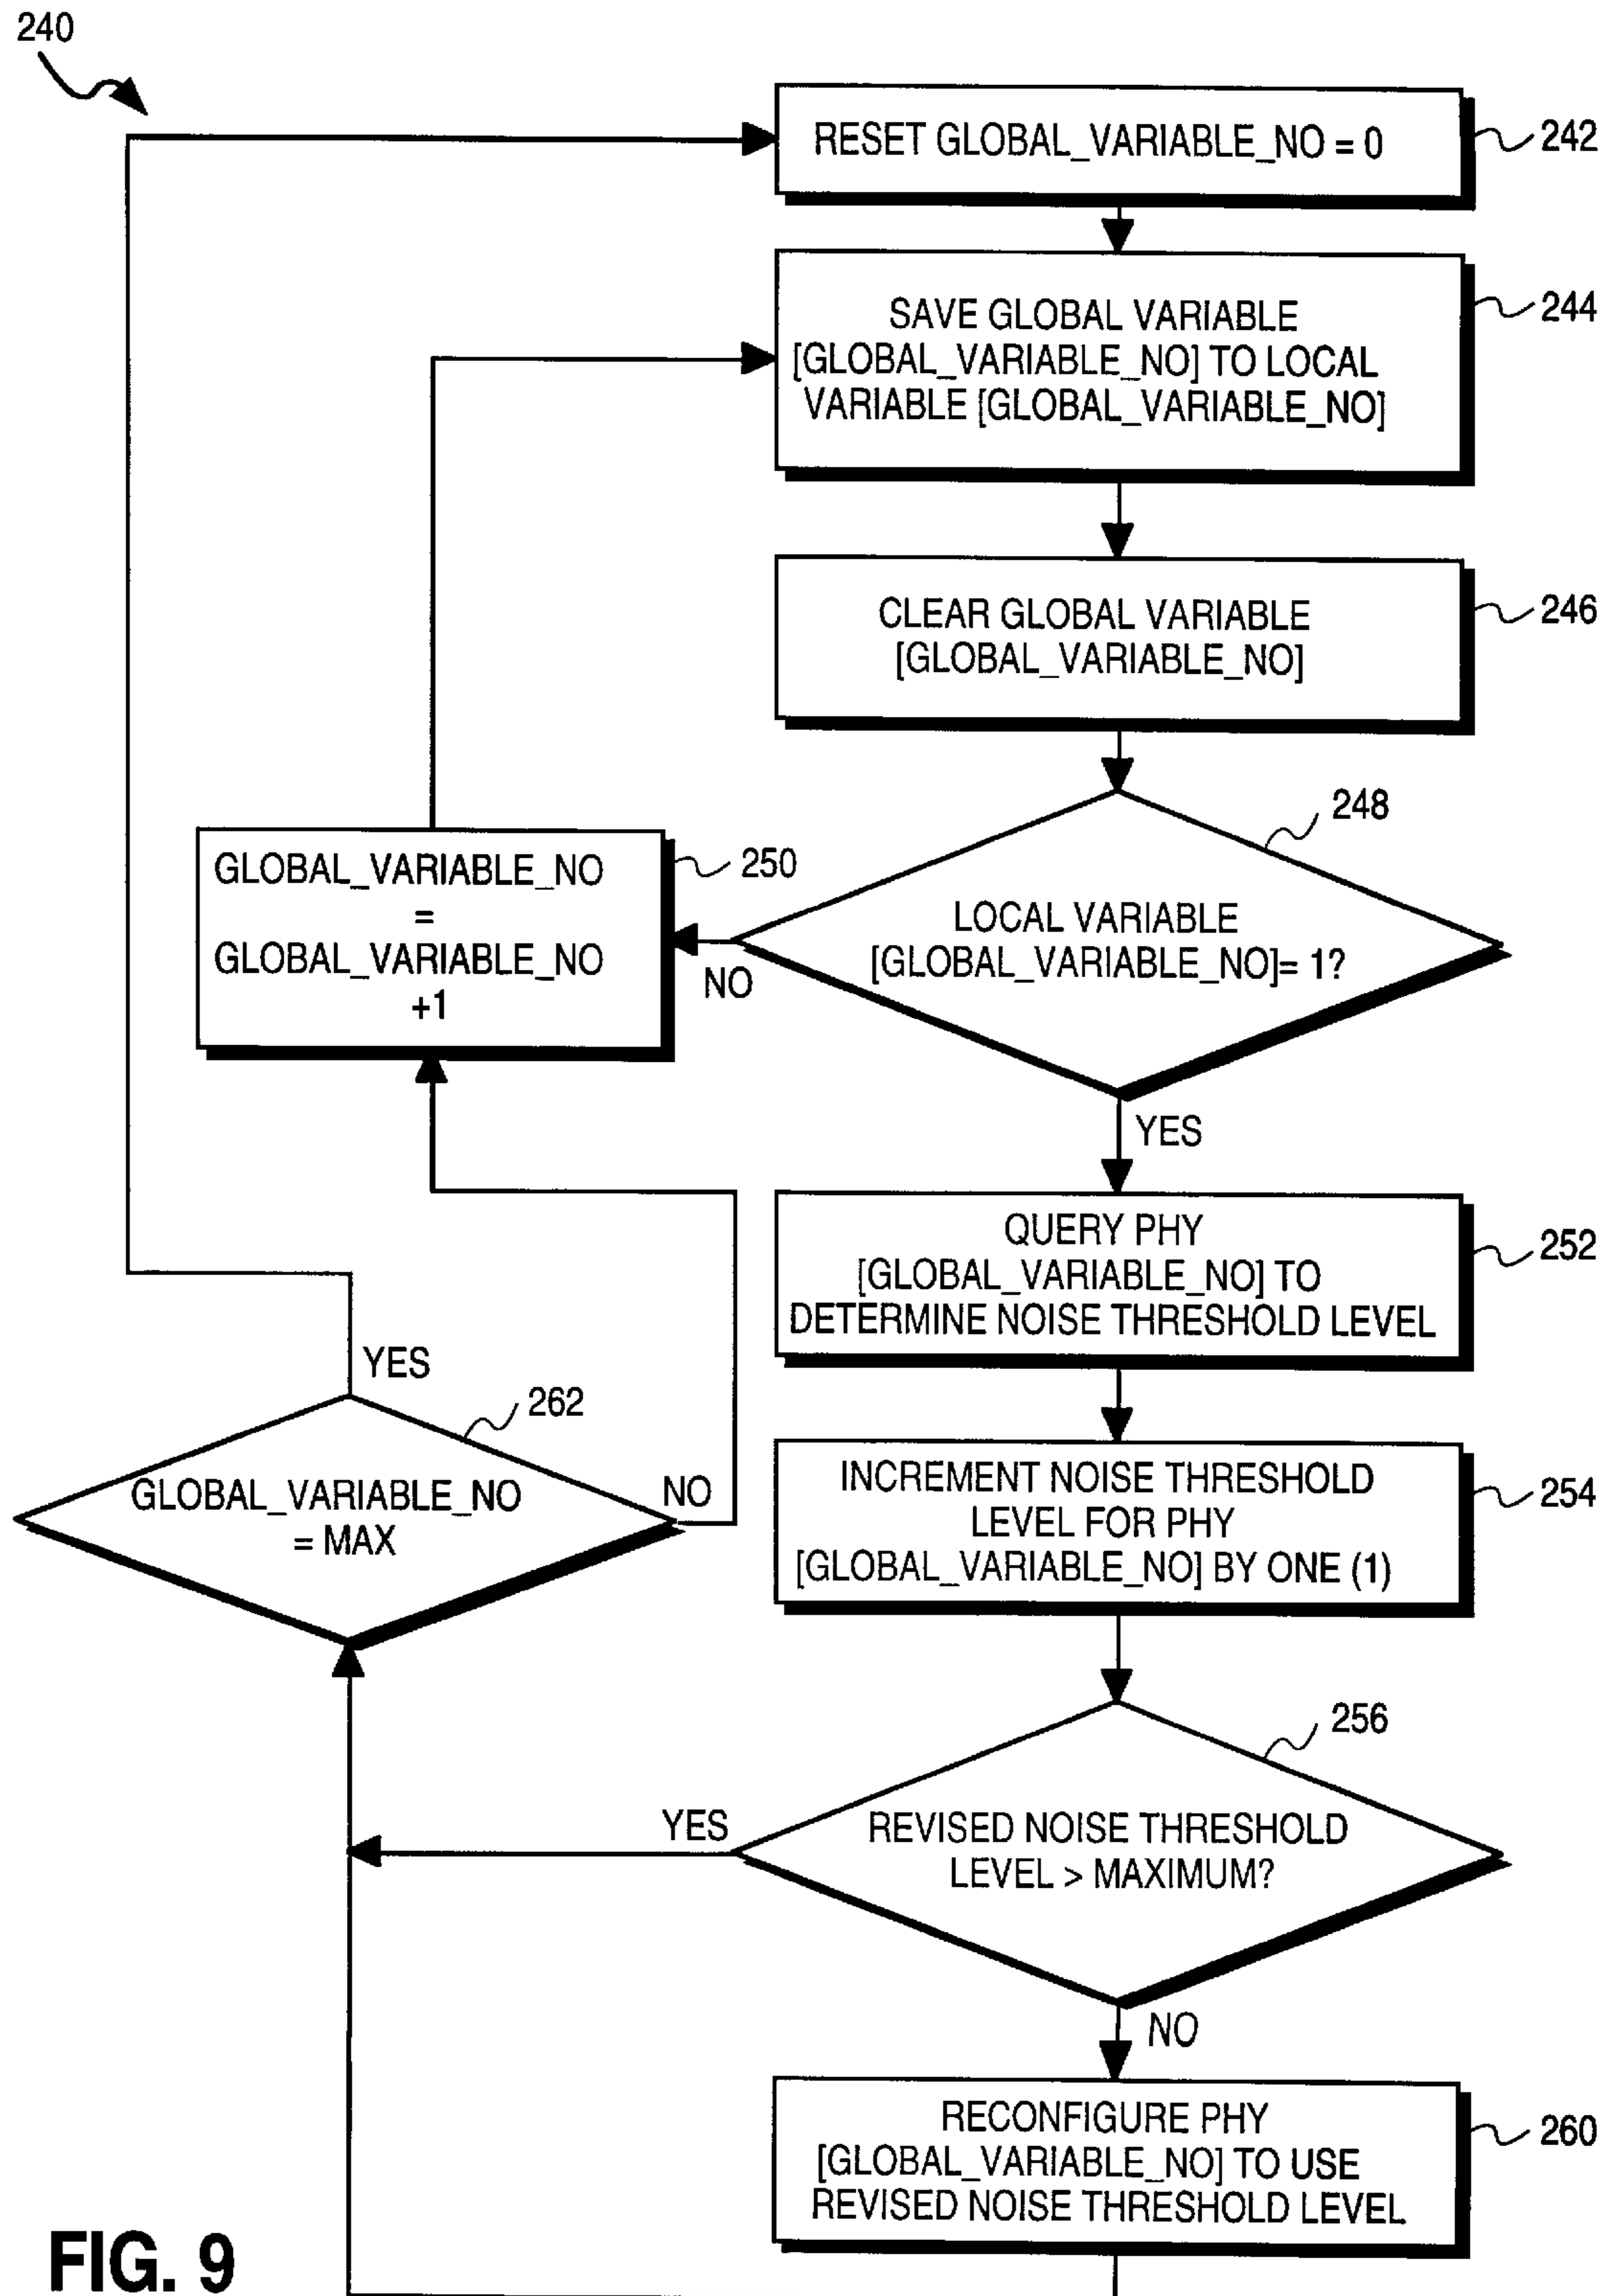 240
RESET GLOBAL_VARIABLE_NO = 0
242
SAVE GLOBAL VARIABLE
[GLOBAL_VARIABLE_NO] TO LOCAL
VARIABLE [GLOBAL_VARIABLE_NO]
244
CLEAR GLOBAL VARIABLE
[GLOBAL_VARIABLE_NO]
246
LOCAL VARIABLE
[GLOBAL_VARIABLE_NO]= 1?
248
NO
YES
GLOBAL_VARIABLE_NO
=
GLOBAL_VARIABLE_NO
+1
250
QUERY PHY
[GLOBAL_VARIABLE_NO] TO
DETERMINE NOISE THRESHOLD LEVEL
252
INCREMENT NOISE THRESHOLD
LEVEL FOR PHY
[GLOBAL_VARIABLE_NO] BY ONE (1)
254
YES
262
GLOBAL_VARIABLE_NO
= MAX
NO
256
REVISED NOISE THRESHOLD
LEVEL > MAXIMUM?
YES
NO
RECONFIGURE PHY
[GLOBAL_VARIABLE_NO] TO USE
REVISED NOISE THRESHOLD LEVEL
260
FIG. 9